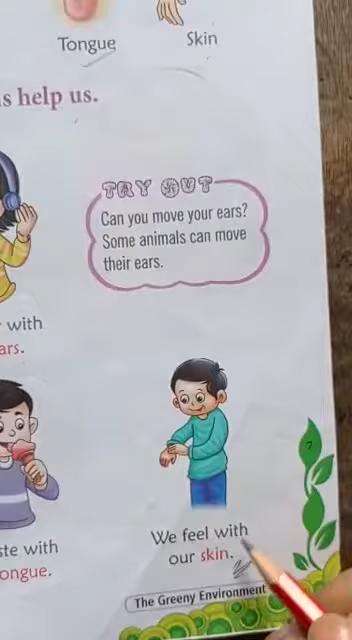 Tongue
Skin
s help us.
TRY OUT
Can you move your ears?
Some animals can move
their ears.
with
ars.
We feel with
our skin.
ste with
ongue.
7
The Greeny Environment